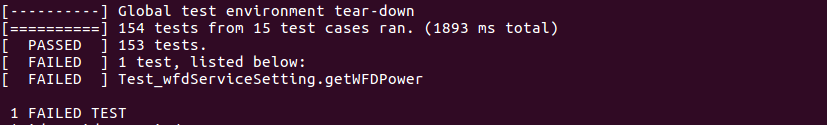 [----------] Global test environment tear-down
[==========] 154 tests from 15 test cases ran. (1893 ms total)
[  PASSED  ] 153 tests.
[  FAILED  ] 1 test, listed below:
[  FAILED  ] Test_wfdServiceSetting.getWFDPower
 1 FAILED TEST